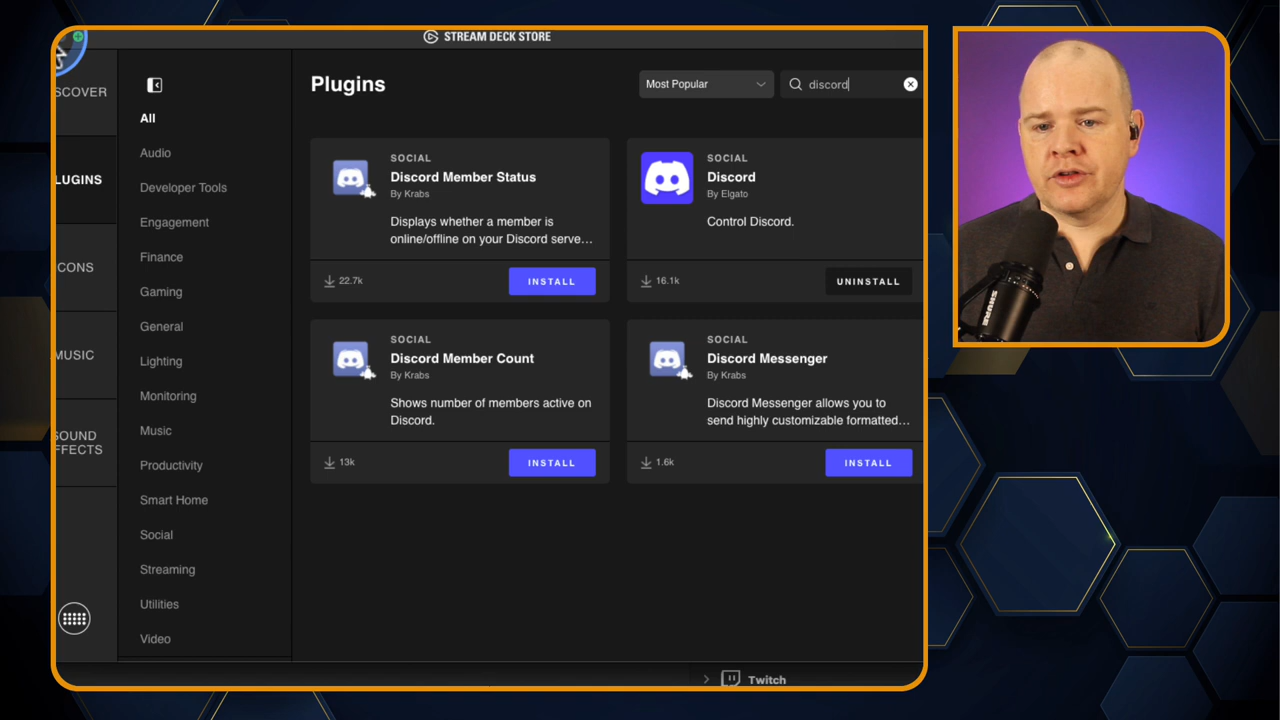 STREAM DECK STORE
SCOVER
LUGINS
CONS
MUSIC
SOUND
FFECTS
All
Audio
Developer Tools
Engagement
Finance
Gaming
General
Lighting
Monitoring
Music
Productivity
Smart Home
Social
Streaming
Utilities
Video
Plugins
Most Popular
discord
SOCIAL
Discord Member Status
By Krabs
Displays whether a member is
online/offline on your Discord serve...
22.7k
INSTALL
SOCIAL
Discord
By Elgato
Control Discord.
16.1k
UNINSTALL
SOCIAL
Discord Member Count
By Krabs
Shows number of members active on
Discord.
13k
INSTALL
SOCIAL
Discord Messenger
By Krabs
Discord Messenger allows you to
send highly customizable formatted...
1.6k
INSTALL
Twitch
SHURE